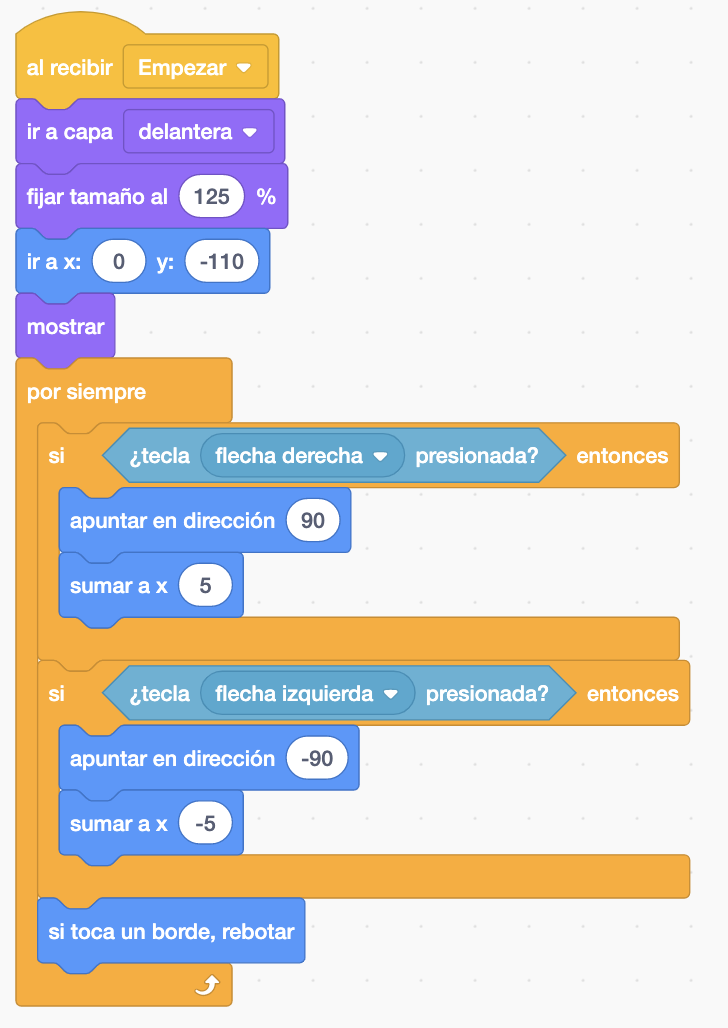 al recibir Empezar
ir a capa delantera
fijar tamaño al 125 %
ir a x: 0 y: -110
mostrar
por siempre
si ¿tecla flecha derecha presionada? entonces
apuntar en dirección 90
sumar a x 5
si ¿tecla flecha izquierda presionada? entonces
apuntar en dirección -90
sumar a x -5
si toca un borde, rebotar